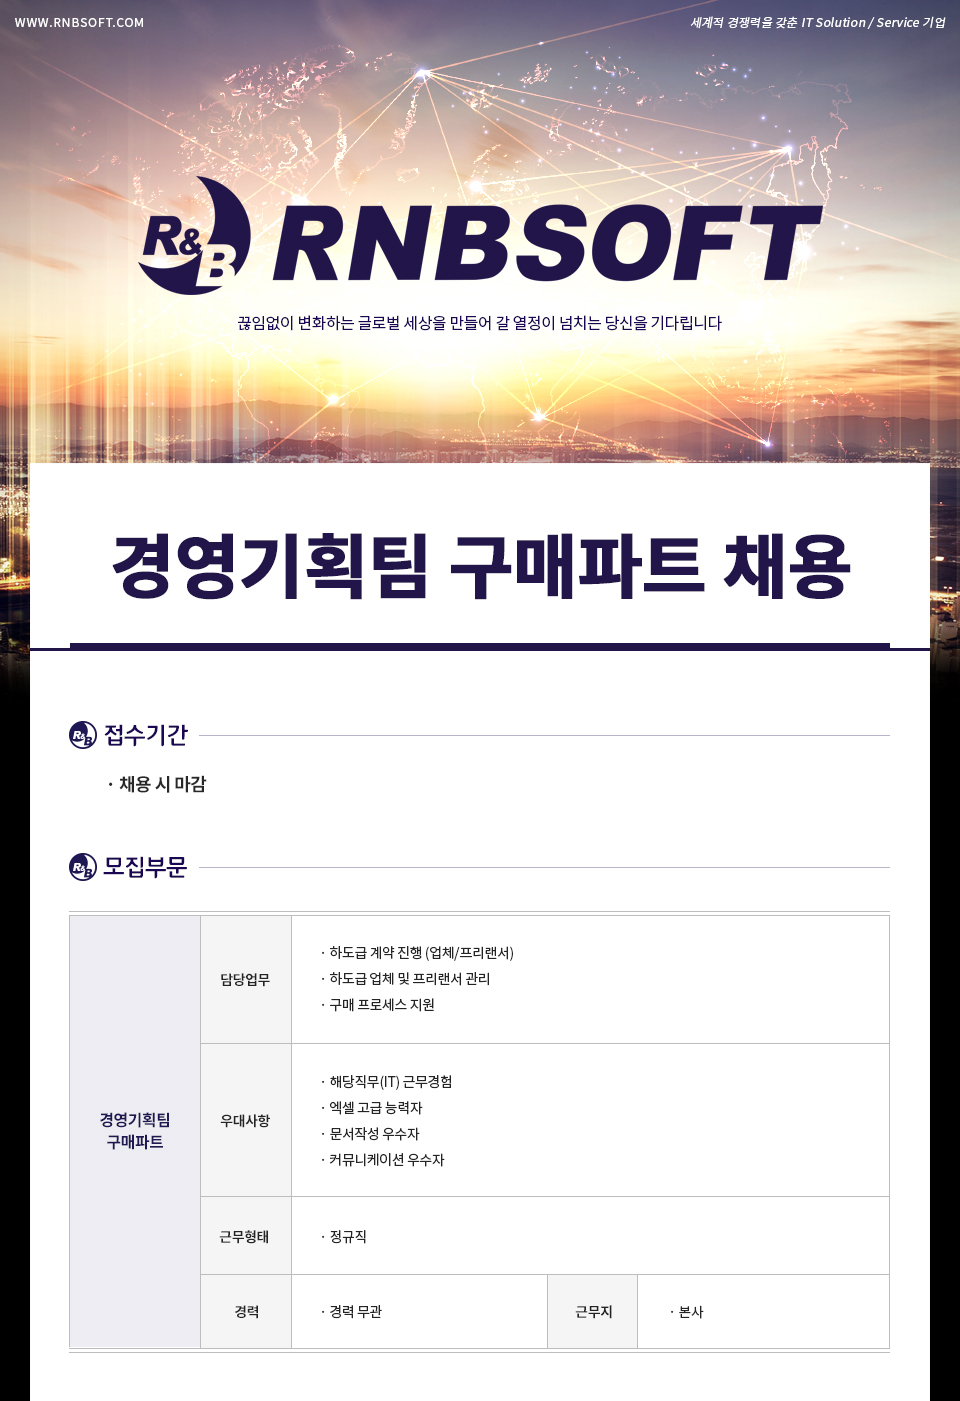 WWW.RNBSOFT.COM
세계적 경쟁력을 갖춘 IT Solution / Service 기업
R&B RNBSOFT
끊임없이 변화하는 글로벌 세상을 만들어 갈 열정이 넘치는 당신을 기다립니다
경영기획팀 구매파트 채용
R&B 접수기간
· 채용 시 마감
R&B 모집부문
경영기획팀
구매파트
담당업무
· 하도급 계약 진행 (업체/프리랜서)
· 하도급 업체 및 프리랜서 관리
· 구매 프로세스 지원
우대사항
· 해당직무(IT) 근무경험
· 엑셀 고급 능력자
· 문서작성 우수자
· 커뮤니케이션 우수자
근무형태
· 정규직
경력
· 경력 무관
근무지
· 본사